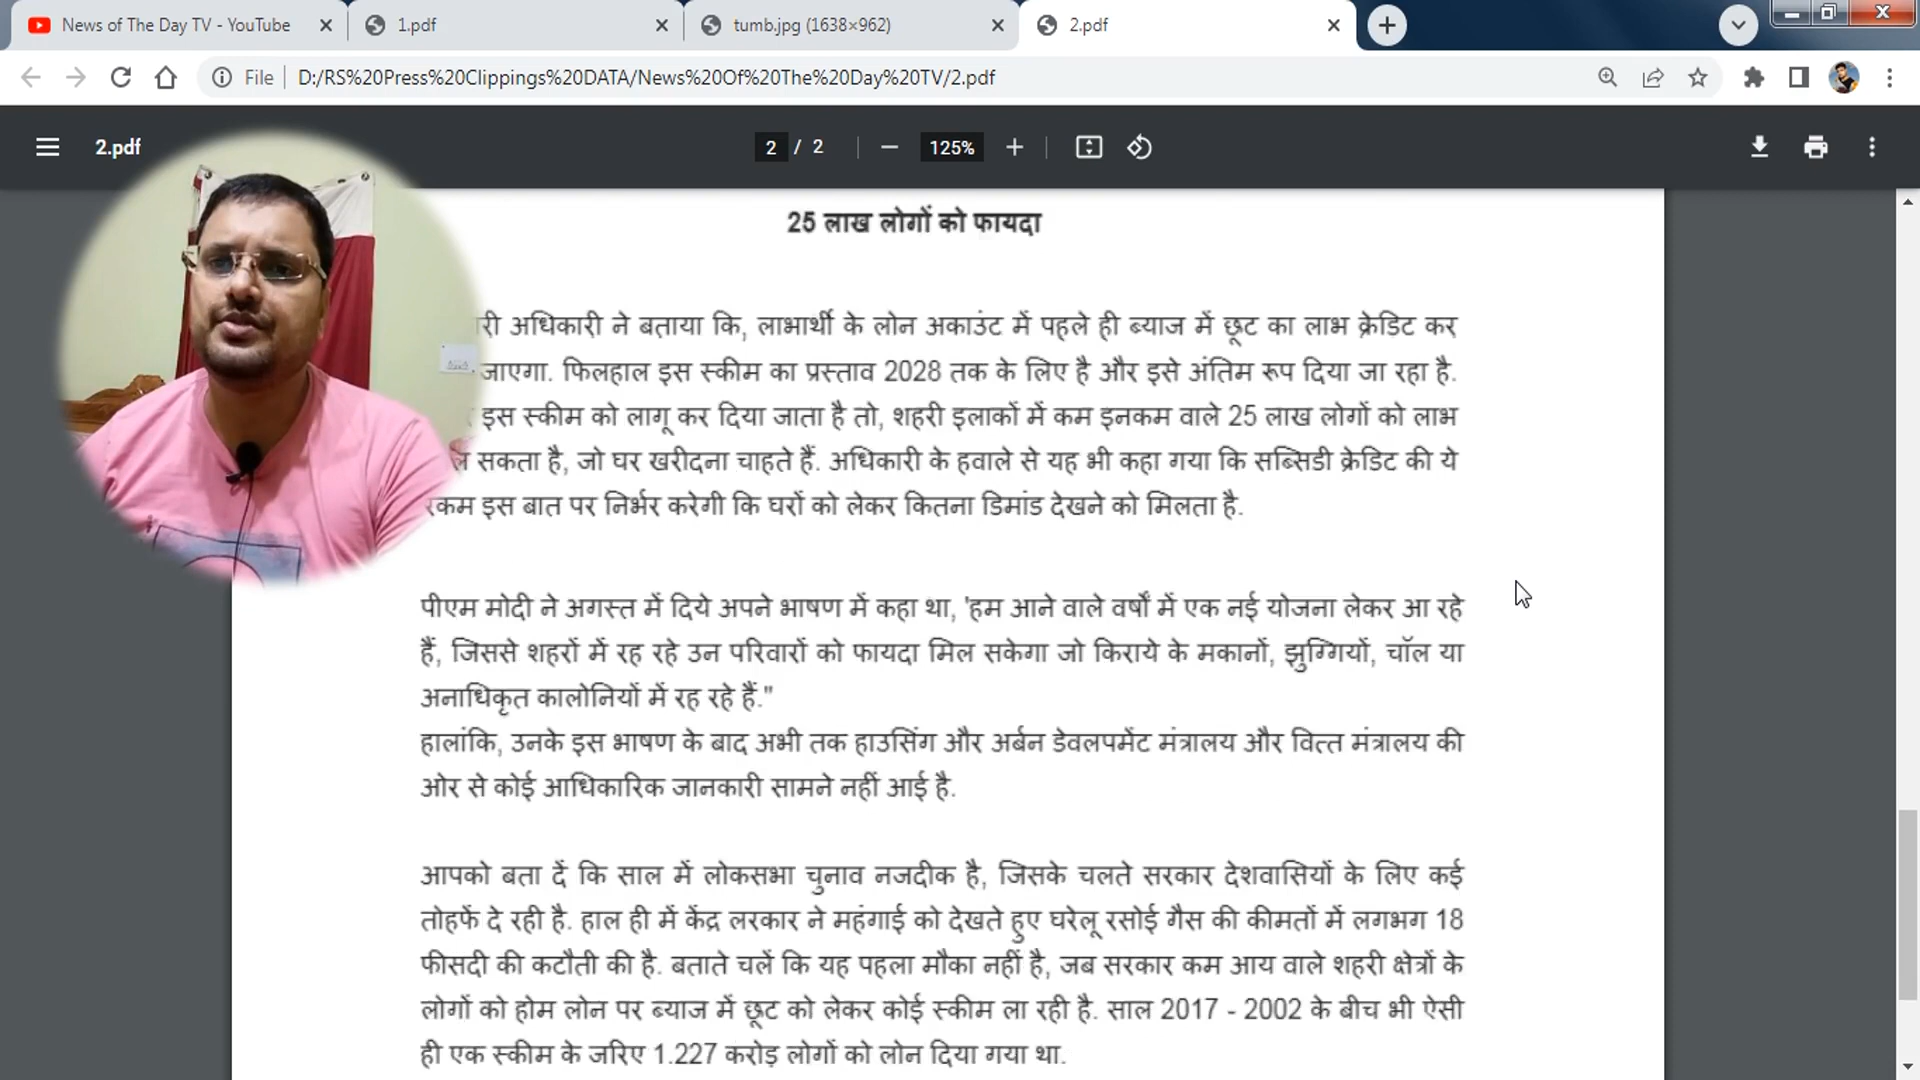 News of The Day TV - YouTube
1.pdf
tumb.jpg (1638×962)
2.pdf
File D:/RS%20Press%20Clippings%20DATA/News%20Of%20The%20Day%20TV/2.pdf
2.pdf
2 / 2
125%
25 लाख लोगों को फायदा
अधिकारी ने बताया कि, लाभार्थी के लोन अकाउंट में पहले ही ब्याज में छूट का लाभ क्रेडिट कर
जाएगा. फिलहाल इस स्कीम का प्रस्ताव 2028 तक के लिए है और इसे अंतिम रूप दिया जा रहा है.
इस स्कीम को लागू कर दिया जाता है तो, शहरी इलाकों में कम इनकम वाले 25 लाख लोगों को लाभ
सकता है, जो घर खरीदना चाहते हैं. अधिकारी के हवाले से यह भी कहा गया कि सब्सिडी क्रेडिट की ये
रकम इस बात पर निर्भर करेगी कि घरों को लेकर कितना डिमांड देखने को मिलता है.
पीएम मोदी ने अगस्त में दिये अपने भाषण में कहा था, 'हम आने वाले वर्षों में एक नई योजना लेकर आ रहे
हैं, जिससे शहरों में रह रहे उन परिवारों को फायदा मिल सकेगा जो किराये के मकानों, झुग्गियों, चॉल या
अनाधिकृत कालोनियों में रह रहे हैं."
हालांकि, उनके इस भाषण के बाद अभी तक हाउसिंग और अर्बन डेवलपमेंट मंत्रालय और वित्त मंत्रालय की
ओर से कोई आधिकारिक जानकारी सामने नहीं आई है.
आपको बता दें कि साल में लोकसभा चुनाव नजदीक है, जिसके चलते सरकार देशवासियों के लिए कई
तोहफें दे रही है. हाल ही में केंद्र लरकार ने महंगाई को देखते हुए घरेलू रसोई गैस की कीमतों में लगभग 18
फीसदी की कटौती की है. बताते चलें कि यह पहला मौका नहीं है, जब सरकार कम आय वाले शहरी क्षेत्रों के
लोगों को होम लोन पर ब्याज में छूट को लेकर कोई स्कीम ला रही है. साल 2017 - 2002 के बीच भी ऐसी
ही एक स्कीम के जरिए 1.227 करोड़ लोगों को लोन दिया गया था.